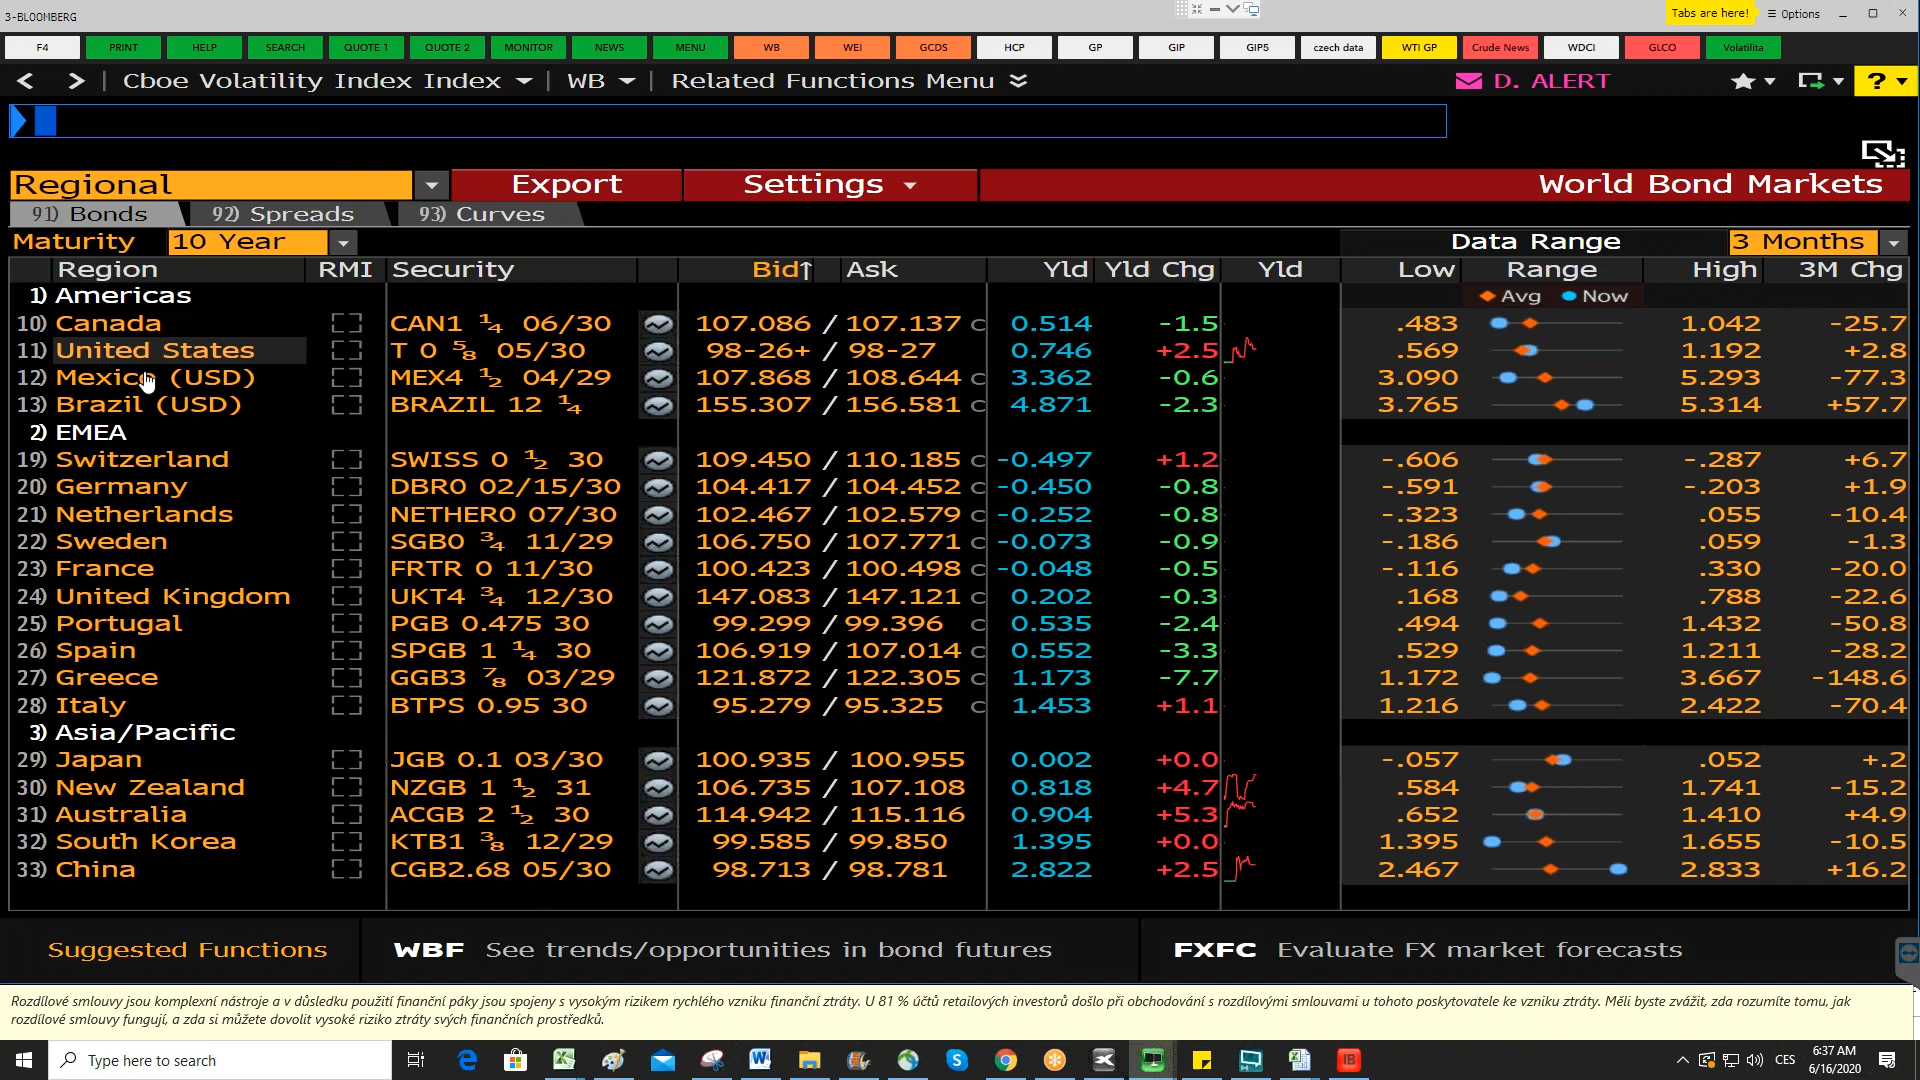 3-BLOOMBERG
Tabs are here! Options
F4 PRINT HELP SEARCH QUOTE 1 QUOTE 2 MONITOR NEWS MENU WB WEI GCDS HCP GP GIP GIP5 czech data WTI GP Crude News WDCI GLCO Volatilita
Cboe Volatility Index Index WB Related Functions Menu D. ALERT ?
Regional Export Settings World Bond Markets
91) Bonds 92) Spreads 93) Curves
Maturity 10 Year Data Range 3 Months
Region RMI Security Bid↑ Ask Yld Yld Chg Yld Low Range High 3M Chg
1) Americas Avg Now
10) Canada CAN1 ¼ 06/30 107.086 / 107.137 c 0.514 -1.5 .483 1.042 -25.7
11) United States T 0 ⅝ 05/30 98-26+ / 98-27 0.746 +2.5 .569 1.192 +2.8
12) Mexico (USD) MEX4 ½ 04/29 107.868 / 108.644 c 3.362 -0.6 3.090 5.293 -77.3
13) Brazil (USD) BRAZIL 12 ¼ 155.307 / 156.581 c 4.871 -2.3 3.765 5.314 +57.7
2) EMEA
19) Switzerland SWISS 0 ½ 30 109.450 / 110.185 c -0.497 +1.2 -.606 -.287 +6.7
20) Germany DBR0 02/15/30 104.417 / 104.452 c -0.450 -0.8 -.591 -.203 +1.9
21) Netherlands NETHER0 07/30 102.467 / 102.579 c -0.252 -0.8 -.323 .055 -10.4
22) Sweden SGB0 ¾ 11/29 106.750 / 107.771 c -0.073 -0.9 -.186 .059 -1.3
23) France FRTR 0 11/30 100.423 / 100.498 c -0.048 -0.5 -.116 .330 -20.0
24) United Kingdom UKT4 ¾ 12/30 147.083 / 147.121 c 0.202 -0.3 .168 .788 -22.6
25) Portugal PGB 0.475 30 99.299 / 99.396 c 0.535 -2.4 .494 1.432 -50.8
26) Spain SPGB 1 ¼ 30 106.919 / 107.014 c 0.552 -3.3 .529 1.211 -28.2
27) Greece GGB3 ⅞ 03/29 121.872 / 122.305 c 1.173 -7.7 1.172 3.667 -148.6
28) Italy BTPS 0.95 30 95.279 / 95.325 c 1.453 +1.1 1.216 2.422 -70.4
3) Asia/Pacific
29) Japan JGB 0.1 03/30 100.935 / 100.955 0.002 +0.0 -.057 .052 +.2
30) New Zealand NZGB 1 ½ 31 106.735 / 107.108 0.818 +4.7 .584 1.741 -15.2
31) Australia ACGB 2 ½ 30 114.942 / 115.116 0.904 +5.3 .652 1.410 +4.9
32) South Korea KTB1 ⅜ 12/29 99.585 / 99.850 1.395 +0.0 1.395 1.655 -10.5
33) China CGB2.68 05/30 98.713 / 98.781 2.822 +2.5 2.467 2.833 +16.2
Suggested Functions WBF See trends/opportunities in bond futures FXFC Evaluate FX market forecasts
Rozdílové smlouvy jsou komplexní nástroje a v důsledku použití finanční páky jsou spojeny s vysokým rizikem rychlého vzniku finanční ztráty. U 81 % účtů retailových investorů došlo při obchodování s rozdílovými smlouvami u tohoto poskytovatele ke vzniku ztráty. Měli byste zvážit, zda rozumíte tomu, jak
rozdílové smlouvy fungují, a zda si můžete dovolit vysoké riziko ztráty svých finančních prostředků.
Type here to search CES 6:37 AM
6/16/2020